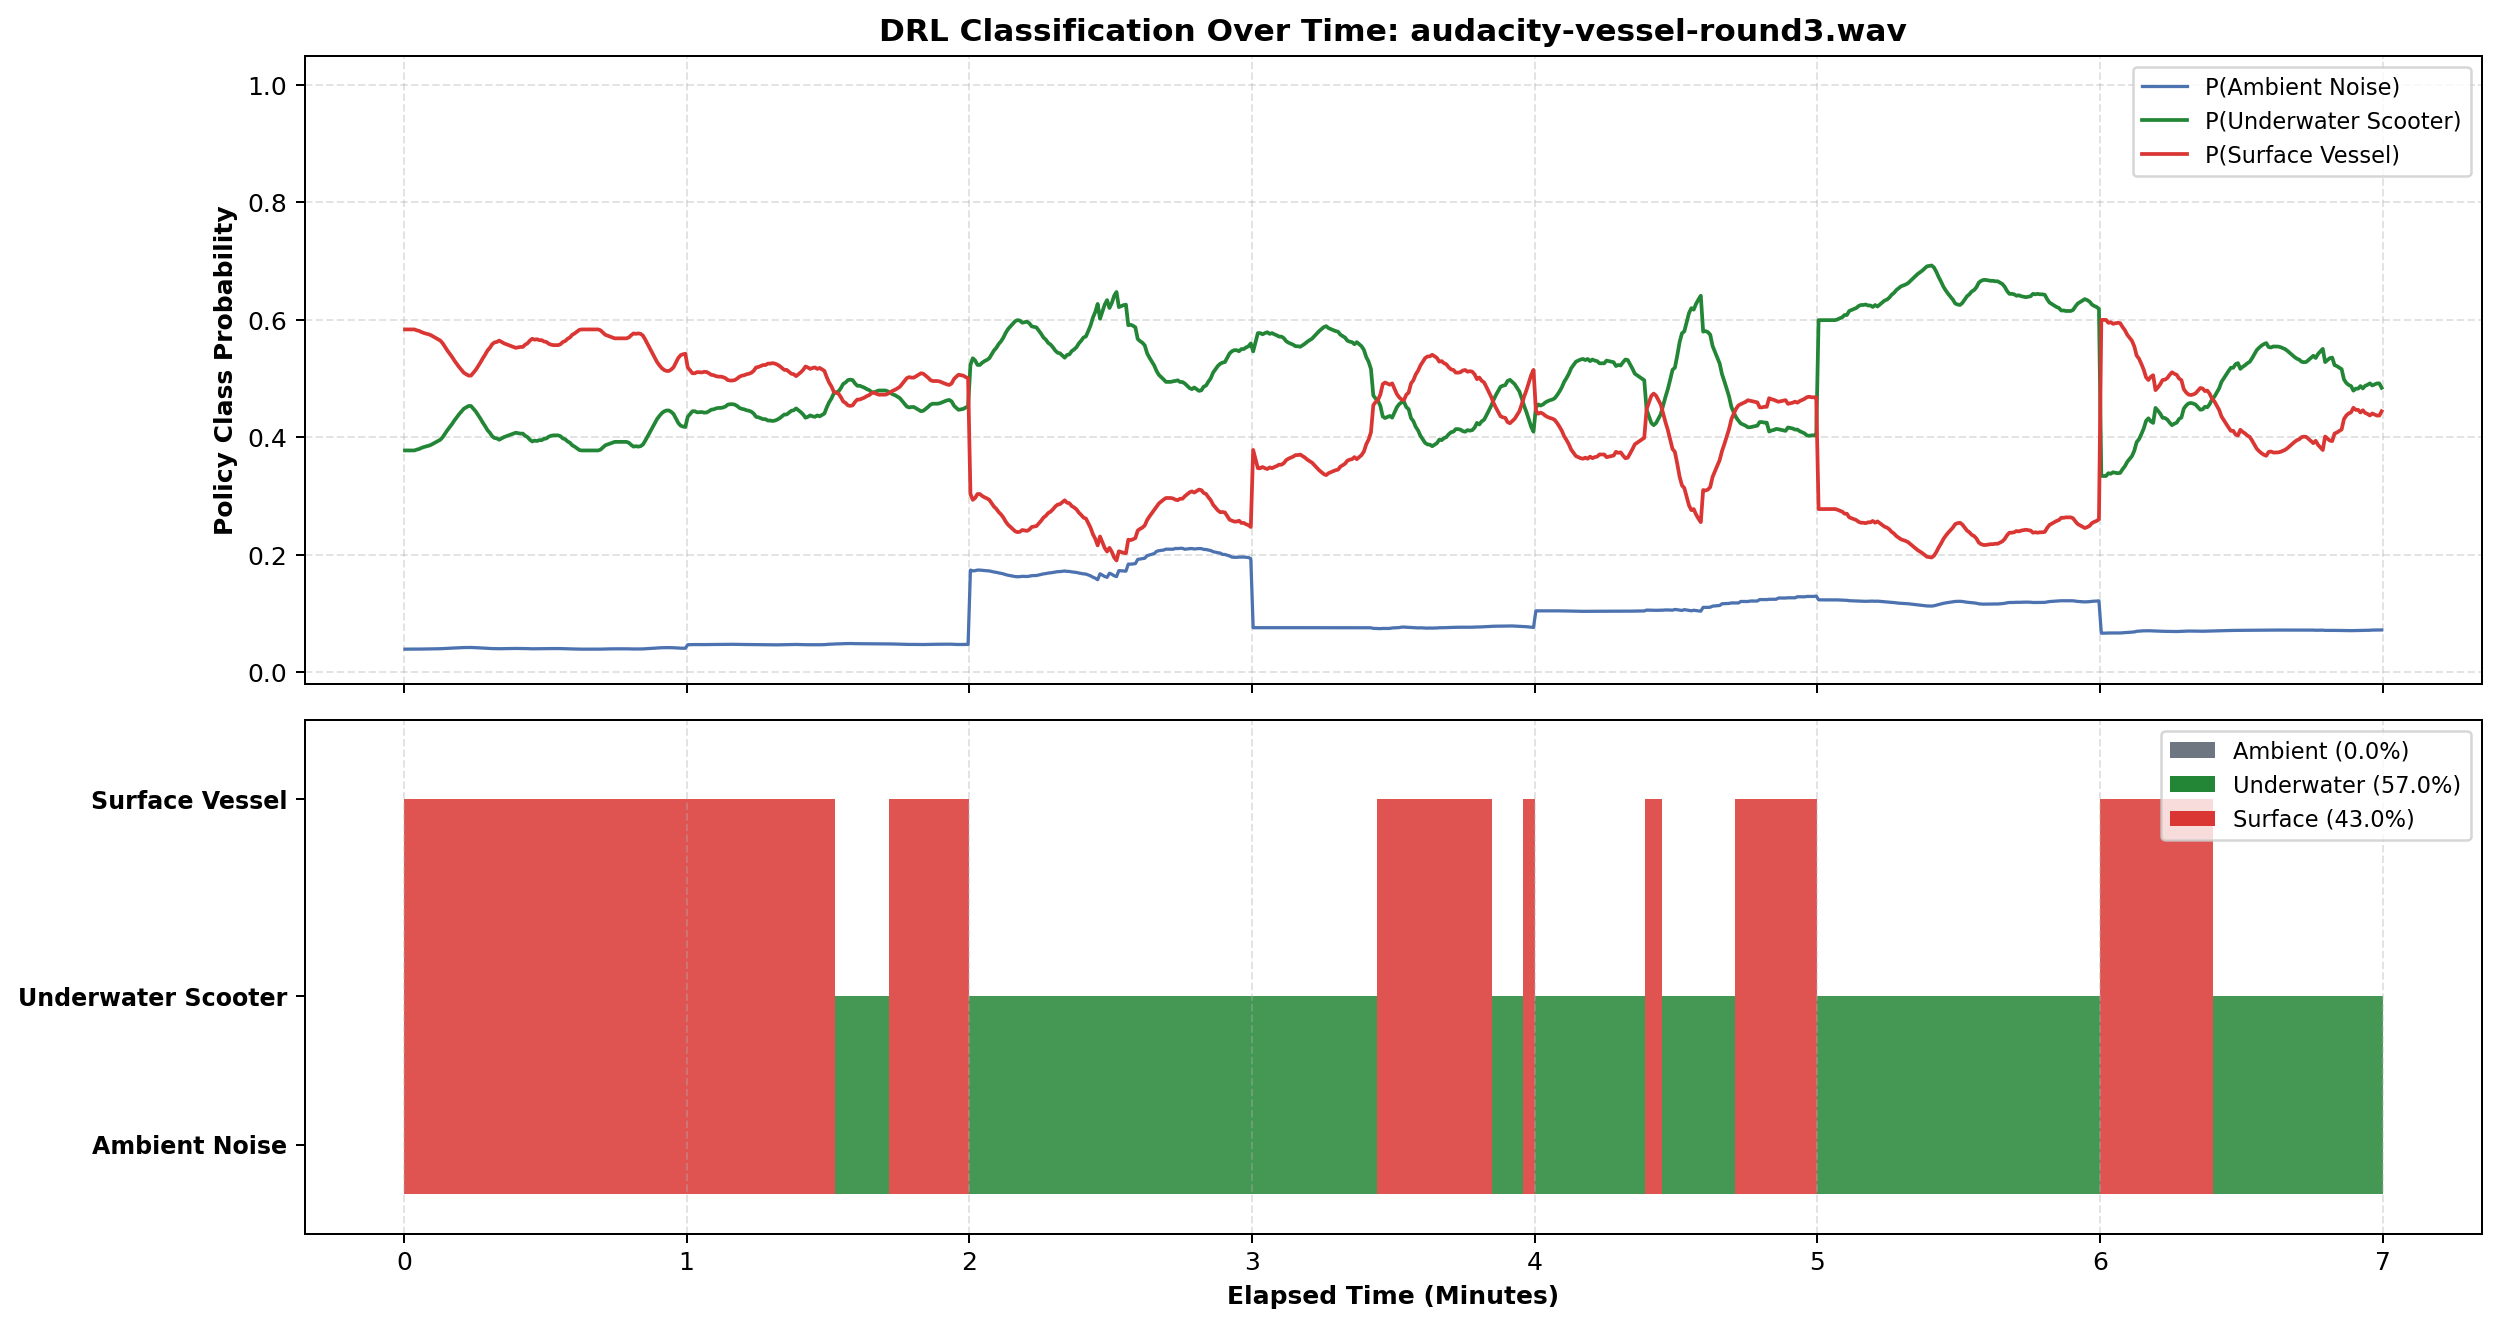 DRL Classification Over Time: audacity-vessel-round3.wav
Policy Class Probability
1.0
0.8
0.6
0.4
0.2
0.0
P(Ambient Noise)
P(Underwater Scooter)
P(Surface Vessel)
Surface Vessel
Underwater Scooter
Ambient Noise
Ambient (0.0%)
Underwater (57.0%)
Surface (43.0%)
0 1 2 3 4 5 6 7
Elapsed Time (Minutes)